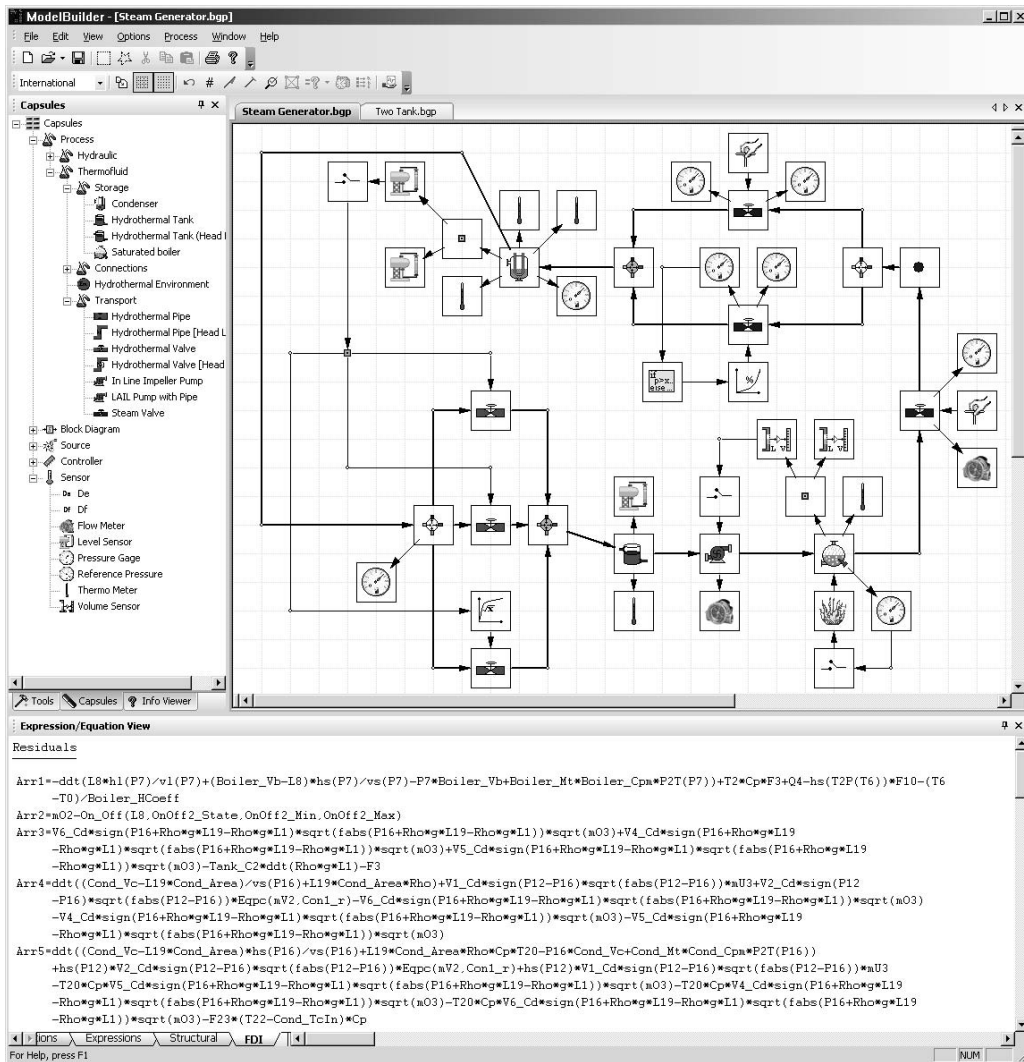 ModelBuilder - [Steam Generator.bgp]
File Edit View Options Process Window Help
International
Capsules
Steam Generator.bgp Two Tank.bgp
Capsules
Process
Hydraulic
Thermofluid
Storage
Condenser
Hydrothermal Tank
Hydrothermal Tank (Head
Saturated boiler
Connections
Hydrothermal Environment
Transport
Hydrothermal Pipe
Hydrothermal Pipe [Head L
Hydrothermal Valve
Hydrothermal Valve [Head
In Line Impeller Pump
LAIL Pump with Pipe
Steam Valve
Block Diagram
Source
Controller
Sensor
De De
Df Df
Flow Meter
Level Sensor
Pressure Gage
Reference Pressure
Thermo Meter
Volume Sensor
if
p>x..
else...
%
L V
L V
Tools Capsules Info Viewer
Expression/Equation View
Residuals
Arr1=-ddt(L8*hl(P7)/vl(P7)+(Boiler_Vb-L8)*hs(P7)/vs(P7)-P7*Boiler_Vb+Boiler_Mt*Boiler_Cpm*P2T(P7))+T2*Cp*F3+Q4-hs(T2P(T6))*F10-(T6
-T0)/Boiler_HCoeff
Arr2=mO2-On_Off(L8,OnOff2_State,OnOff2_Min,OnOff2_Max)
Arr3=V6_Cd*sign(P16+Rho*g*L19-Rho*g*L1)*sqrt(fabs(P16+Rho*g*L19-Rho*g*L1))*sqrt(mO3)+V4_Cd*sign(P16+Rho*g*L19
-Rho*g*L1)*sqrt(fabs(P16+Rho*g*L19-Rho*g*L1))*sqrt(mO3)+V5_Cd*sign(P16+Rho*g*L19-Rho*g*L1)*sqrt(fabs(P16+Rho*g*L19
-Rho*g*L1))*sqrt(mO3)-Tank_C2*ddt(Rho*g*L1)-F3
Arr4=ddt((Cond_Vc-L19*Cond_Area)/vs(P16)+L19*Cond_Area*Rho)+V1_Cd*sign(P12-P16)*sqrt(fabs(P12-P16))*mU3+V2_Cd*sign(P12
-P16)*sqrt(fabs(P12-P16))*Eqpc(mV2,Con1_r)-V6_Cd*sign(P16+Rho*g*L19-Rho*g*L1)*sqrt(fabs(P16+Rho*g*L19-Rho*g*L1))*sqrt(mO3)
-V4_Cd*sign(P16+Rho*g*L19-Rho*g*L1)*sqrt(fabs(P16+Rho*g*L19-Rho*g*L1))*sqrt(mO3)-V5_Cd*sign(P16+Rho*g*L19
-Rho*g*L1)*sqrt(fabs(P16+Rho*g*L19-Rho*g*L1))*sqrt(mO3)
Arr5=ddt((Cond_Vc-L19*Cond_Area)*hs(P16)/vs(P16)+L19*Cond_Area*Rho*Cp*T20-P16*Cond_Vc+Cond_Mt*Cond_Cpm*P2T(P16))
+hs(P12)*V2_Cd*sign(P12-P16)*sqrt(fabs(P12-P16))*Eqpc(mV2,Con1_r)+hs(P12)*V1_Cd*sign(P12-P16)*sqrt(fabs(P12-P16))*mU3
-T20*Cp*V5_Cd*sign(P16+Rho*g*L19-Rho*g*L1)*sqrt(fabs(P16+Rho*g*L19-Rho*g*L1))*sqrt(mO3)-T20*Cp*V4_Cd*sign(P16+Rho*g*L19
-Rho*g*L1)*sqrt(fabs(P16+Rho*g*L19-Rho*g*L1))*sqrt(mO3)-T20*Cp*V6_Cd*sign(P16+Rho*g*L19-Rho*g*L1)*sqrt(fabs(P16+Rho*g*L19
-Rho*g*L1))*sqrt(mO3)-F23*(T22-Cond_TcIn)*Cp
ions Expressions Structural FDI
For Help, press F1 NUM